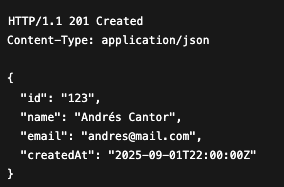 HTTP/1.1 201 Created
Content-Type: application/json

{
  "id": "123",
  "name": "Andrés Cantor",
  "email": "andres@mail.com",
  "createdAt": "2025-09-01T22:00:00Z"
}